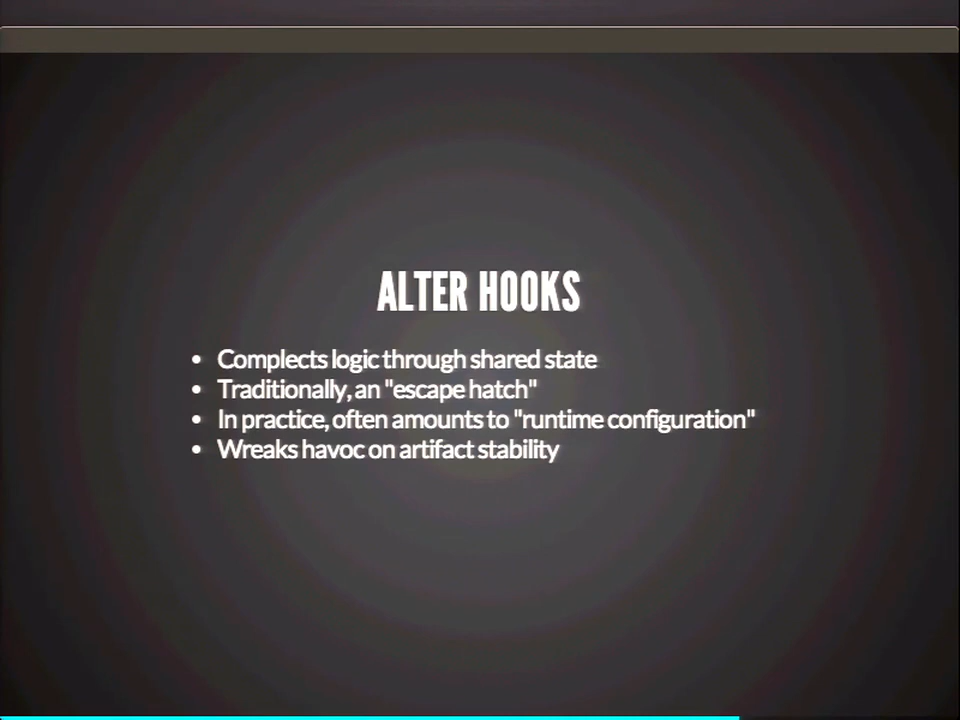 ALTER HOOKS
• Complects logic through shared state
• Traditionally, an "escape hatch"
• In practice, often amounts to "runtime configuration"
• Wreaks havoc on artifact stability